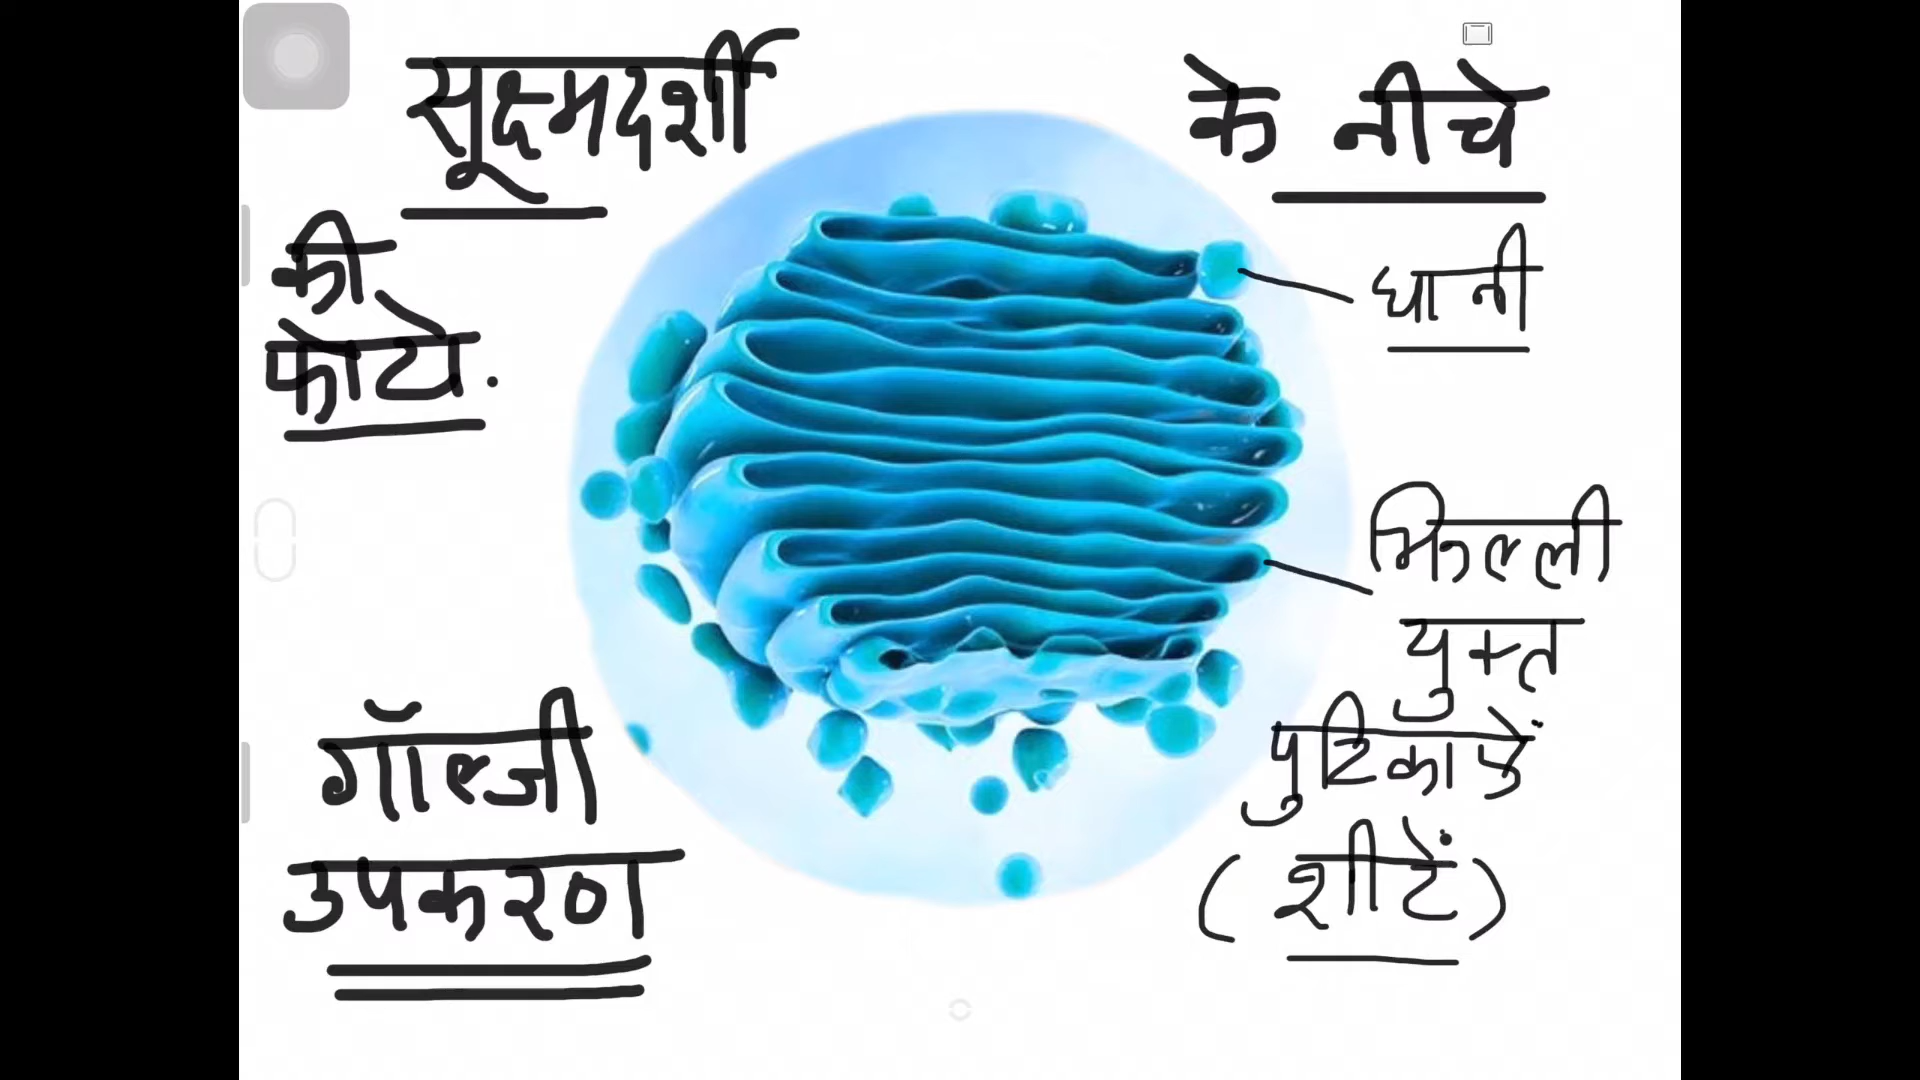 सूक्ष्मदर्शी के नीचे
की
फोटो.
धानी
झिल्ली
युक्त
पुटिकाएं
(शीटें)
गॉल्जी
उपकरण